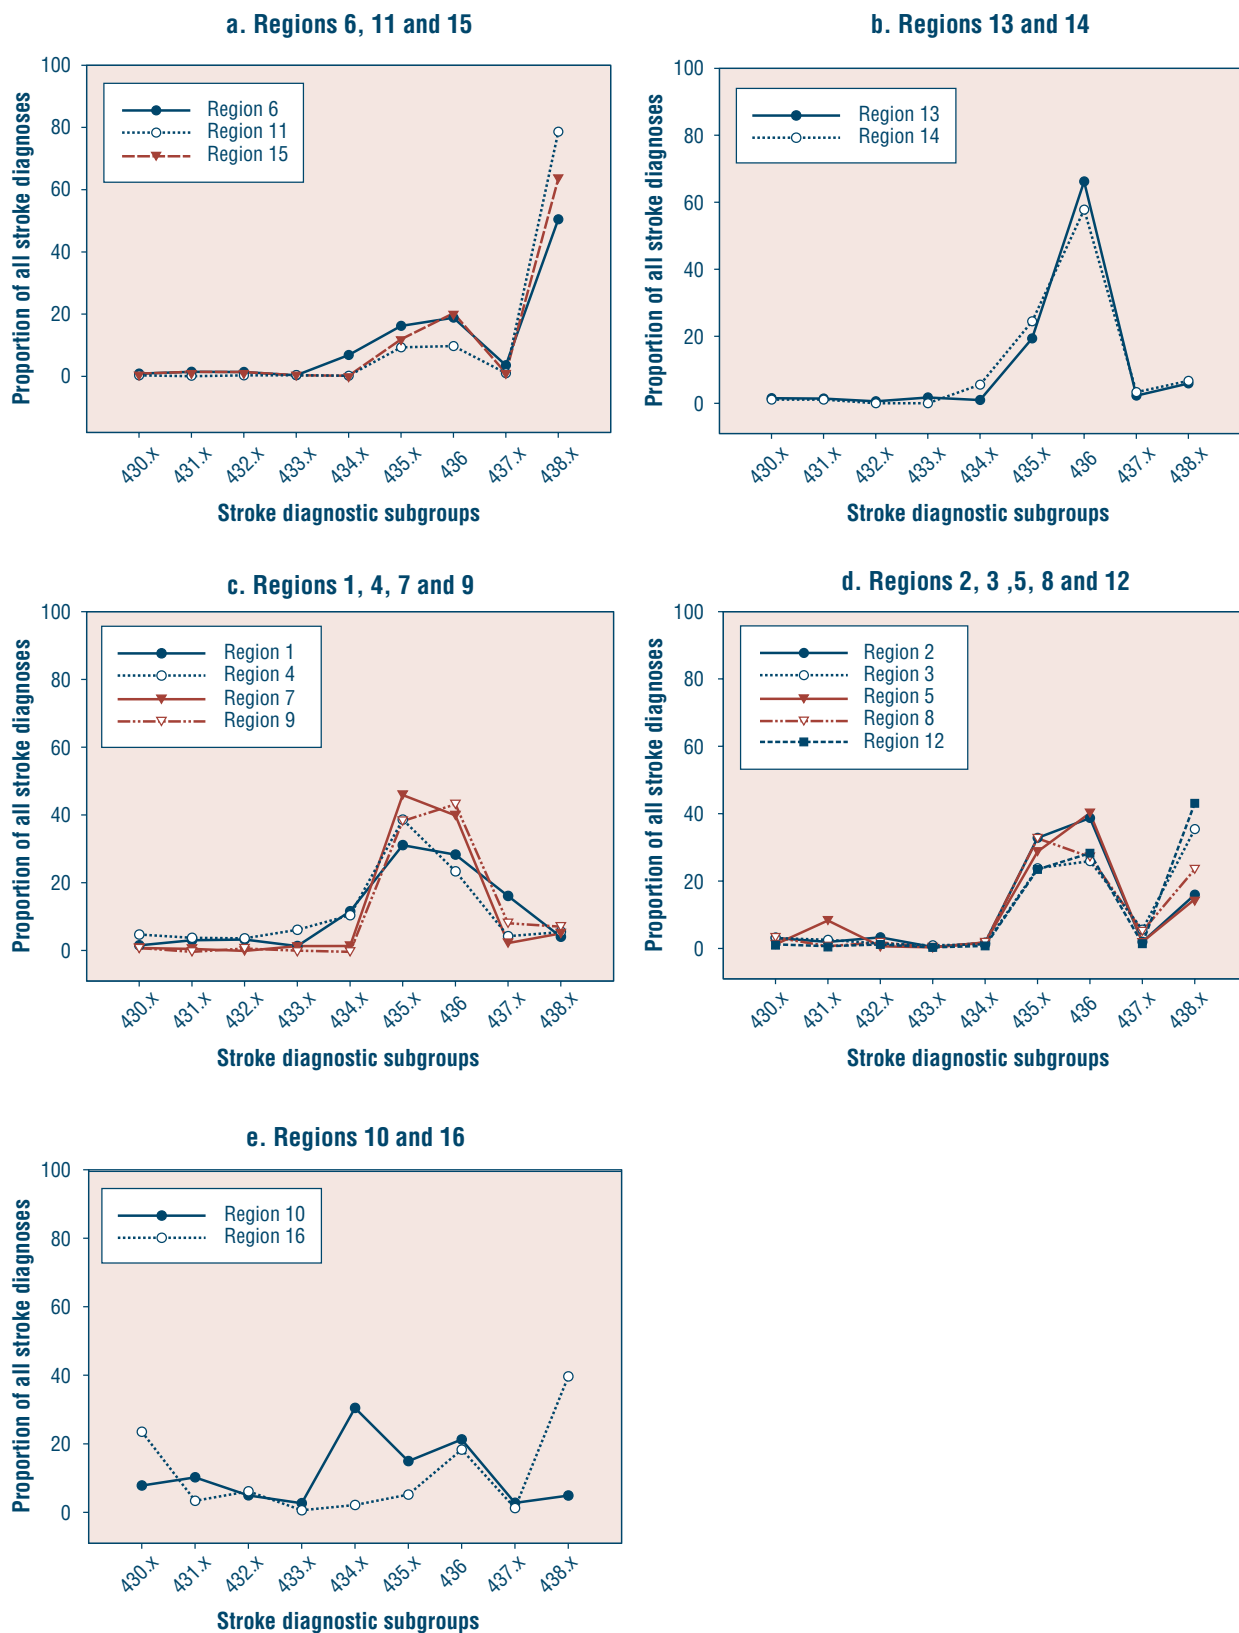 a. Regions 6, 11 and 15
Proportion of all stroke diagnoses
100
80
60
40
20
0
Region 6
Region 11
Region 15
430.x
431.x
432.x
433.x
434.x
435.x
436
437.x
438.x
Stroke diagnostic subgroups
b. Regions 13 and 14
Proportion of all stroke diagnoses
100
80
60
40
20
0
Region 13
Region 14
430.x
431.x
432.x
433.x
434.x
435.x
436
437.x
438.x
Stroke diagnostic subgroups
c. Regions 1, 4, 7 and 9
Proportion of all stroke diagnoses
100
80
60
40
20
0
Region 1
Region 4
Region 7
Region 9
430.x
431.x
432.x
433.x
434.x
435.x
436
437.x
438.x
Stroke diagnostic subgroups
d. Regions 2, 3 ,5, 8 and 12
Proportion of all stroke diagnoses
100
80
60
40
20
0
Region 2
Region 3
Region 5
Region 8
Region 12
430.x
431.x
432.x
433.x
434.x
435.x
436
437.x
438.x
Stroke diagnostic subgroups
e. Regions 10 and 16
Proportion of all stroke diagnoses
100
80
60
40
20
0
Region 10
Region 16
430.x
431.x
432.x
433.x
434.x
435.x
436
437.x
438.x
Stroke diagnostic subgroups